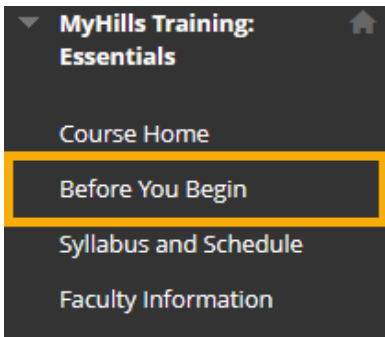 MyHills Training:
Essentials
Course Home
Before You Begin
Syllabus and Schedule
Faculty Information